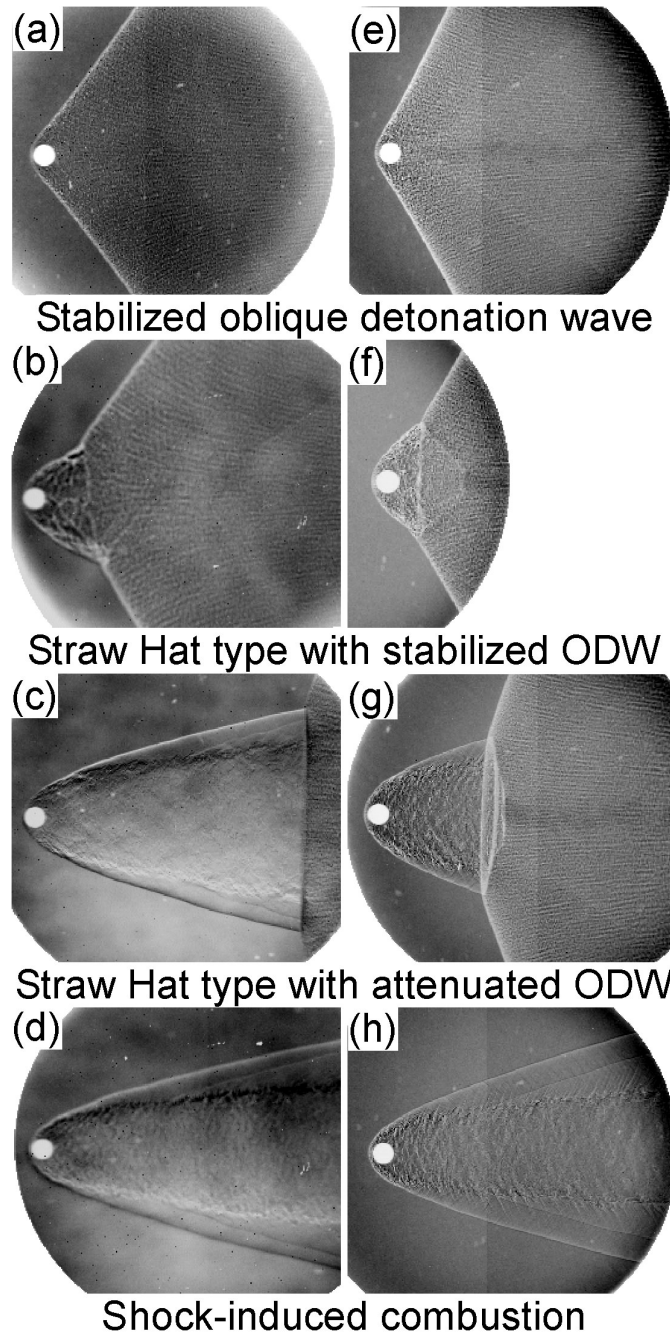 (a) (e)
Stabilized oblique detonation wave
(b) (f)
Straw Hat type with stabilized ODW
(c) (g)
Straw Hat type with attenuated ODW
(d) (h)
Shock-induced combustion